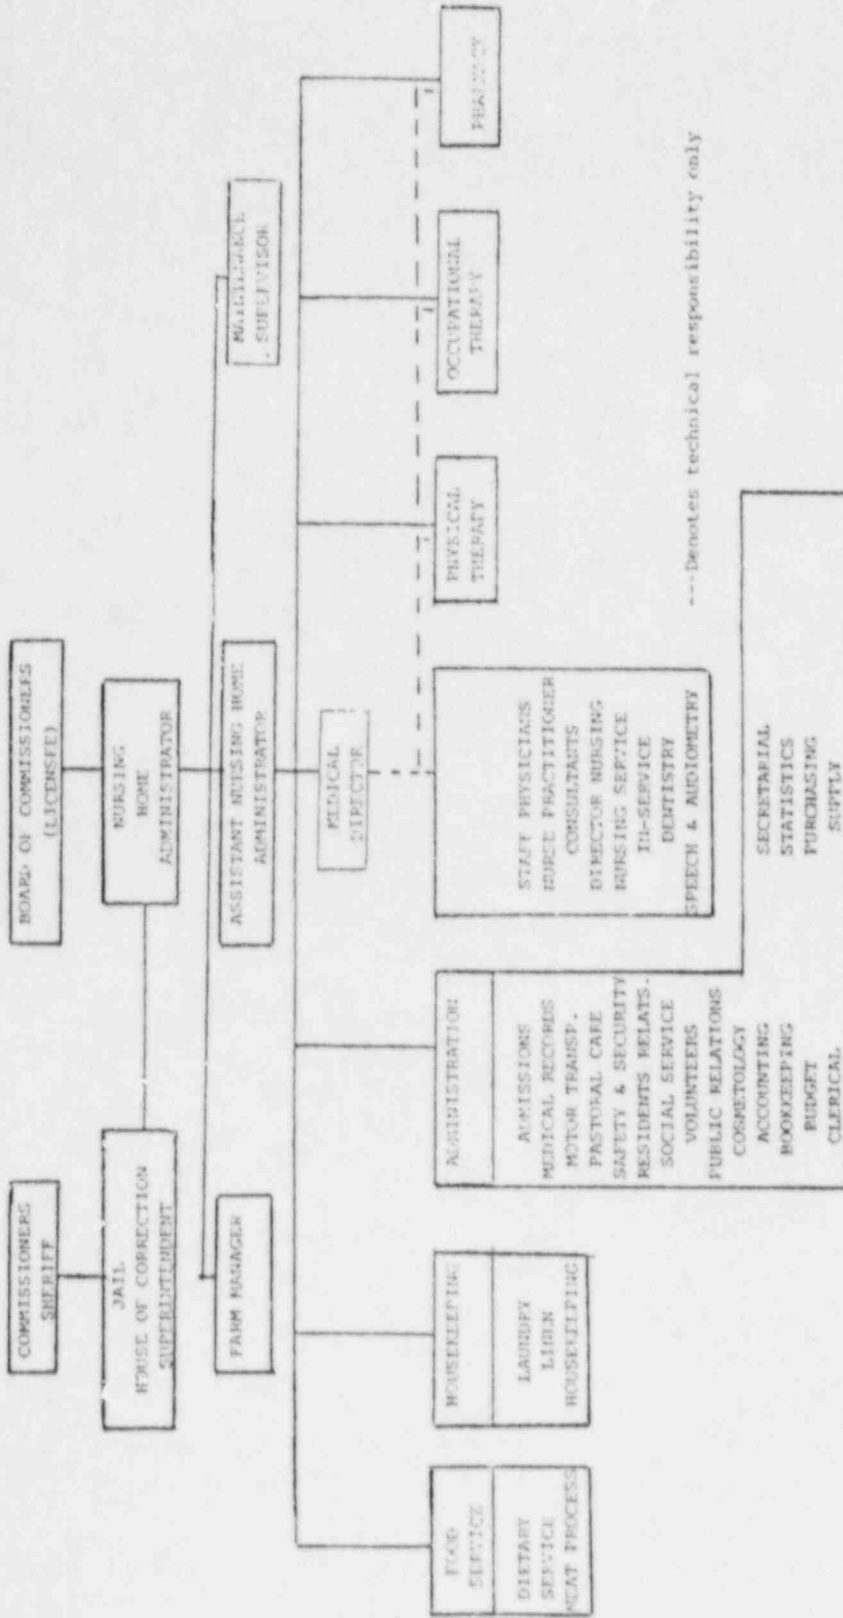 COMMISSIONERS
SHERIFF
BOARD OF COMMISSIONERS
(LICENSEE)
JAIL
HOUSE OF CORRECTION
SUPERINTENDENT
NURSING
HOME
ADMINISTRATOR
FARM MANAGER
ASSISTANT NURSING HOME
ADMINISTRATOR
MAINTENANCE
SUPERVISOR
MEDICAL
DIRECTOR
FOOD
SERVICE
DIETARY
SERVICE
MEAT PROCESS
HOUSEKEEPING
LAUNDRY
LINEN
HOUSEKEEPING
ADMINISTRATION
ADMISSIONS
MEDICAL RECORDS
MOTOR TRANSP.
PASTORAL CARE
SAFETY & SECURITY
RESIDENTS RELATS.
SOCIAL SERVICE
VOLUNTEERS
PUBLIC RELATIONS
COSMETOLOGY
ACCOUNTING
BOOKKEEPING
BUDGET
CLERICAL
SECRETARIAL
STATISTICS
PURCHASING
SUPPLY
STAFF PHYSICIANS
NURSE PRACTITIONER
CONSULTANTS
DIRECTOR NURSING
NURSING SERVICE
IN-SERVICE
DENTISTRY
SPEECH & AUDIOMETRY
PHYSICAL
THERAPY
OCCUPATIONAL
THERAPY
PHARMACY
---Denotes technical responsibility only